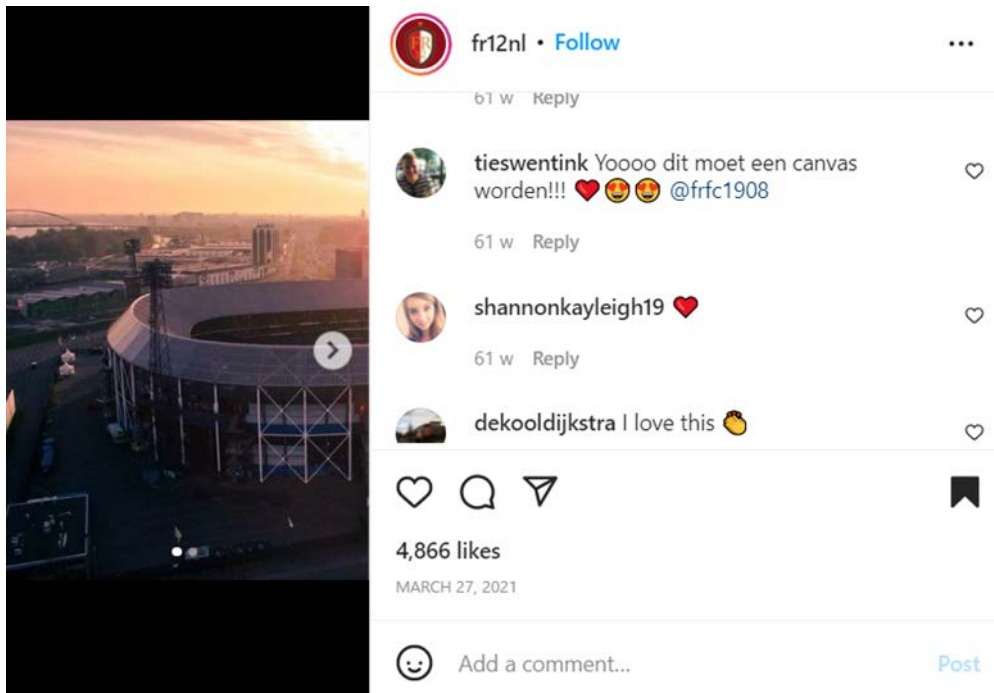 fr12nl • Follow
61 w Reply
tieswentink Yoooo dit moet een canvas
worden!!! ❤️😍😍 @frfc1908
61 w Reply
shannonkayleigh19 ❤️
61 w Reply
dekooldijkstra I love this 👏
4,866 likes
MARCH 27, 2021
Add a comment...
Post